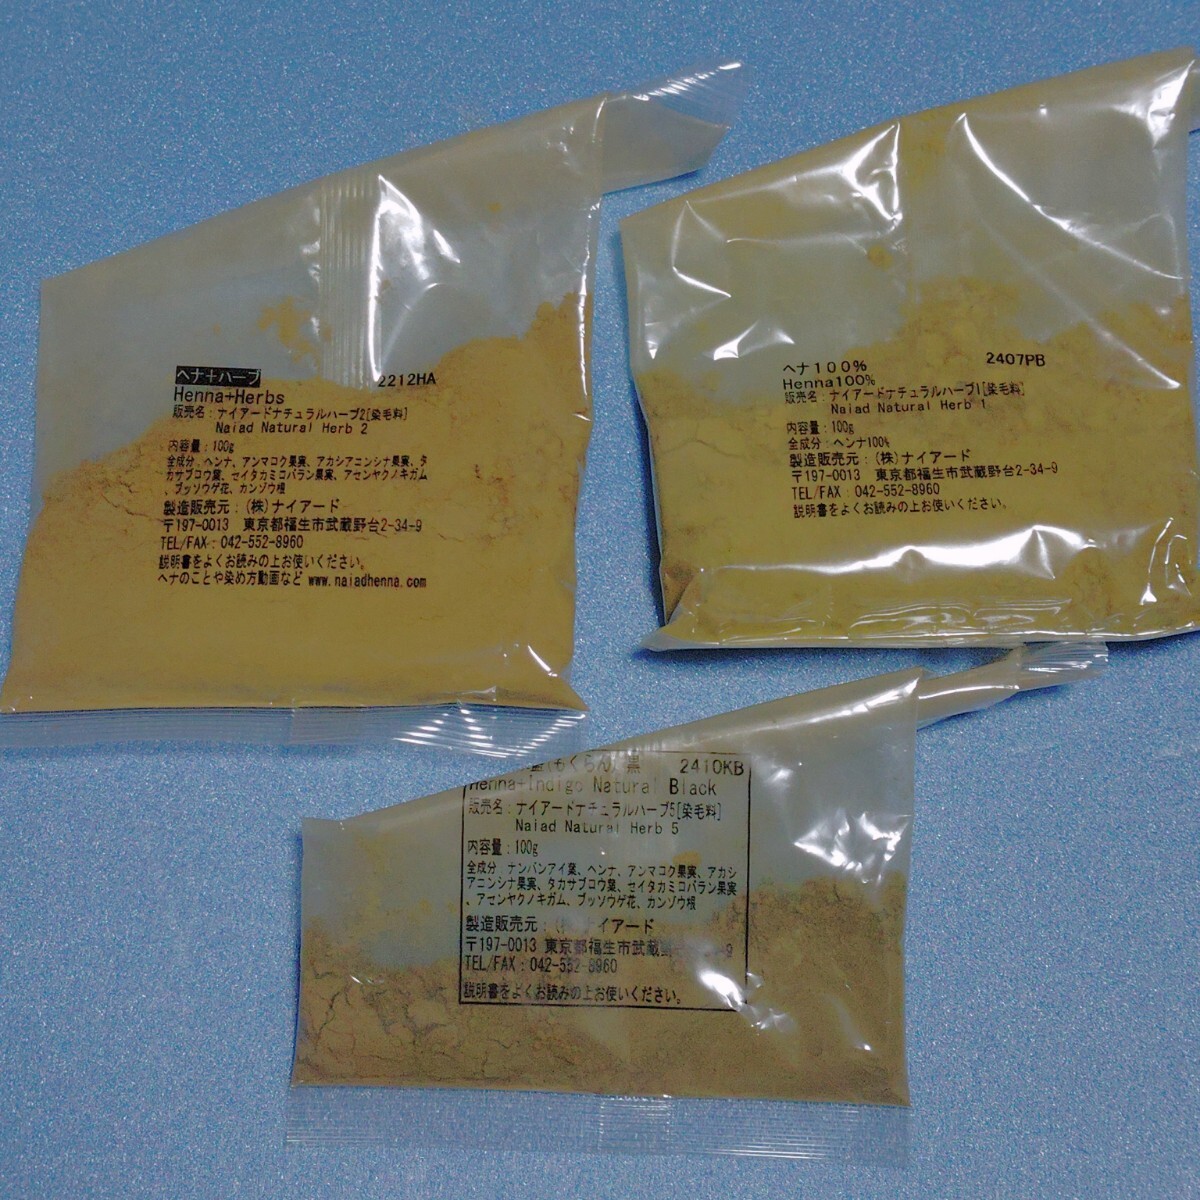 ヘナ+ハーブ 2212HA
Henna+Herbs
販売名:ナイアードナチュラルハーブ2[染毛料]
Naiad Natural Herb 2
内容量:100g
全成分:ヘンナ、アンマコク果実、アカシアニンシナ果実、タ
カサブコウ葉、セイタカミコバラン果実、アセンヤクノキガム
、ブッソウゲ花、カンゾウ根
製造販売元:(株)ナイアード
〒197-0013 東京都福生市武蔵野台2-34-9
TEL/FAX:042-552-8960
説明書をよくお読みの上お使いください。
ヘナのことや染め方動画など www.naiadhenna.com
ヘナ100% 2407PB
Henna100%
販売名:ナイアードナチュラルハーブ1[染毛料]
Naiad Natural Herb 1
内容量:100g
全成分:ヘンナ100%
製造販売元:(株)ナイアード
〒197-0013 東京都福生市武蔵野台2-34-9
TEL/FAX:042-552-8960
説明書をよくお読みの上お使いください。
(もくらん) 黒 2410KB
Henna+Indigo Natural Black
販売名:ナイアードナチュラルハーブ5[染毛料]
Naiad Natural Herb 5
内容量:100g
全成分 ナンバンアイ葉、ヘンナ、アンマコク果実、アカシ
アニンシナ果実、タカサブコウ葉、セイタカミコバラン果実
、アセンヤクノキガム、ブッソウゲ花、カンゾウ根
製造販売元:(株)ナイアード
〒197-0013 東京都福生市武蔵
TEL/FAX:042-552-8960
説明書をよくお読みの上お使いください。